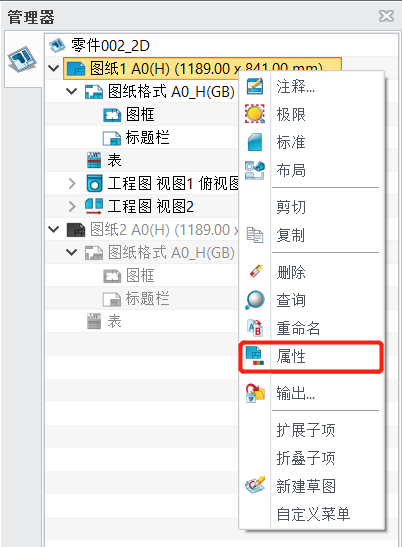 管理器
零件002_2D
图纸1 A0(H) (1189.00 x 841.00 mm)
图纸格式 A0_H(GB)
图框
标题栏
表
工程图 视图1 俯视图
工程图 视图2
图纸2 A0(H) (1189.00
图纸格式 A0_H(GB)
图框
标题栏
表
注释...
极限
标准
布局
剪切
复制
删除
查询
重命名
属性
输出...
扩展子项
折叠子项
新建草图
自定义菜单